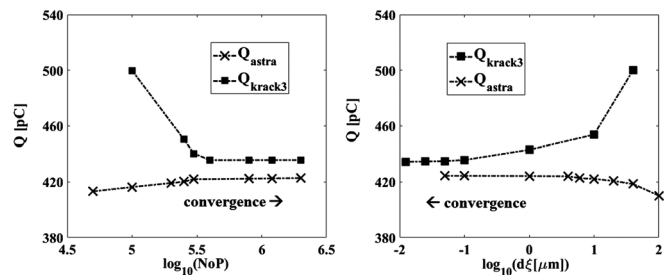 540
500
460
420
380
Q [pC]
Q_astra
Q_krack3
convergence →
4.5 5 5.5 6 6.5
log₁₀(NoP)
540
500
460
420
380
Q [pC]
Q_krack3
Q_astra
← convergence
-2 -1 0 1 2
log₁₀(dξ[μm])